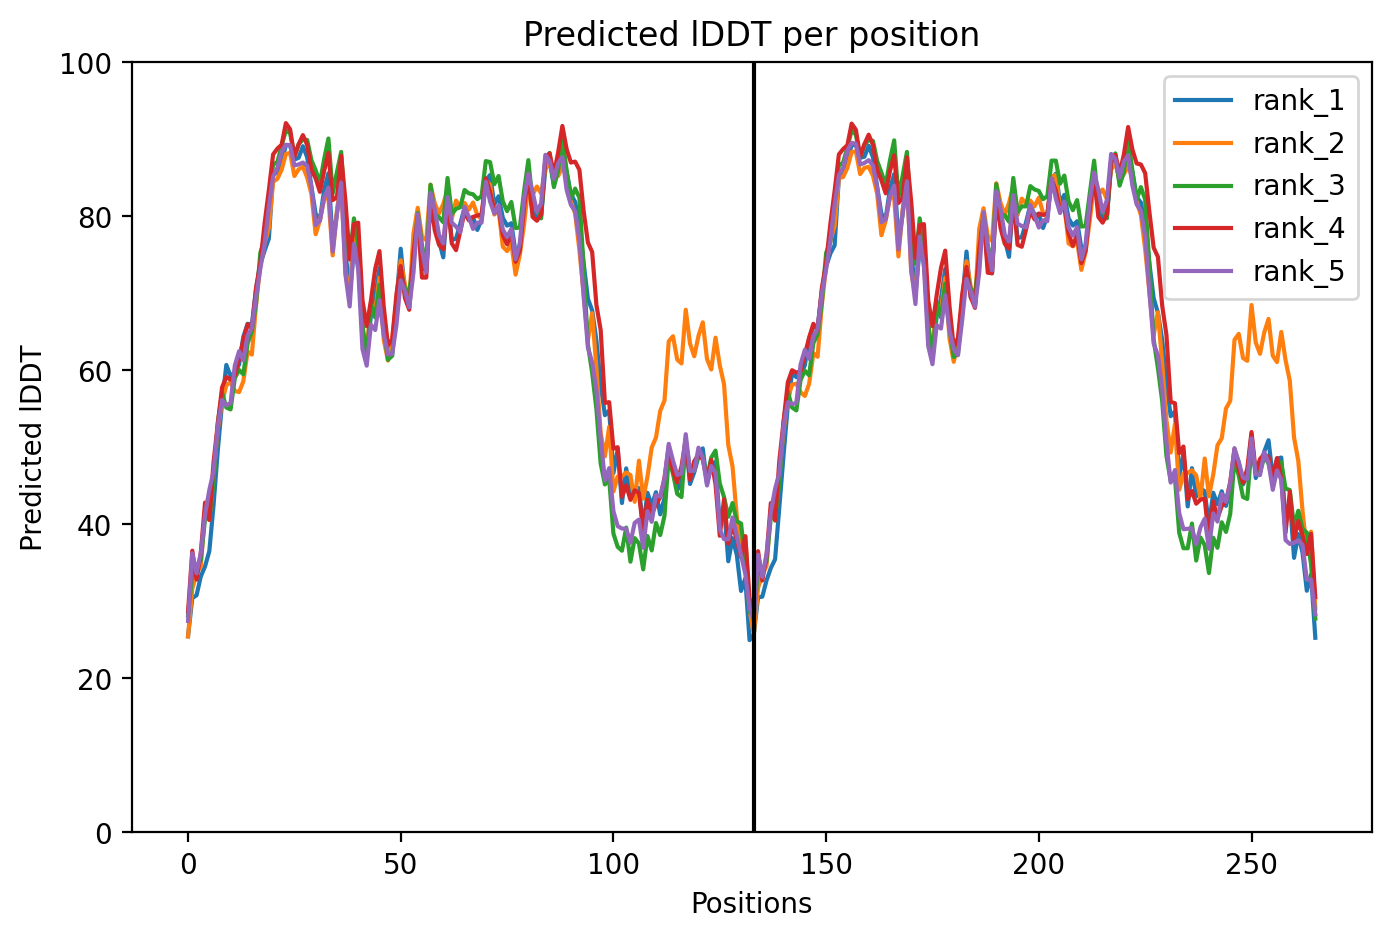 Predicted lDDT per position
100
80
60
40
20
0
Predicted lDDT
0
50
100
150
200
250
Positions
rank_1
rank_2
rank_3
rank_4
rank_5